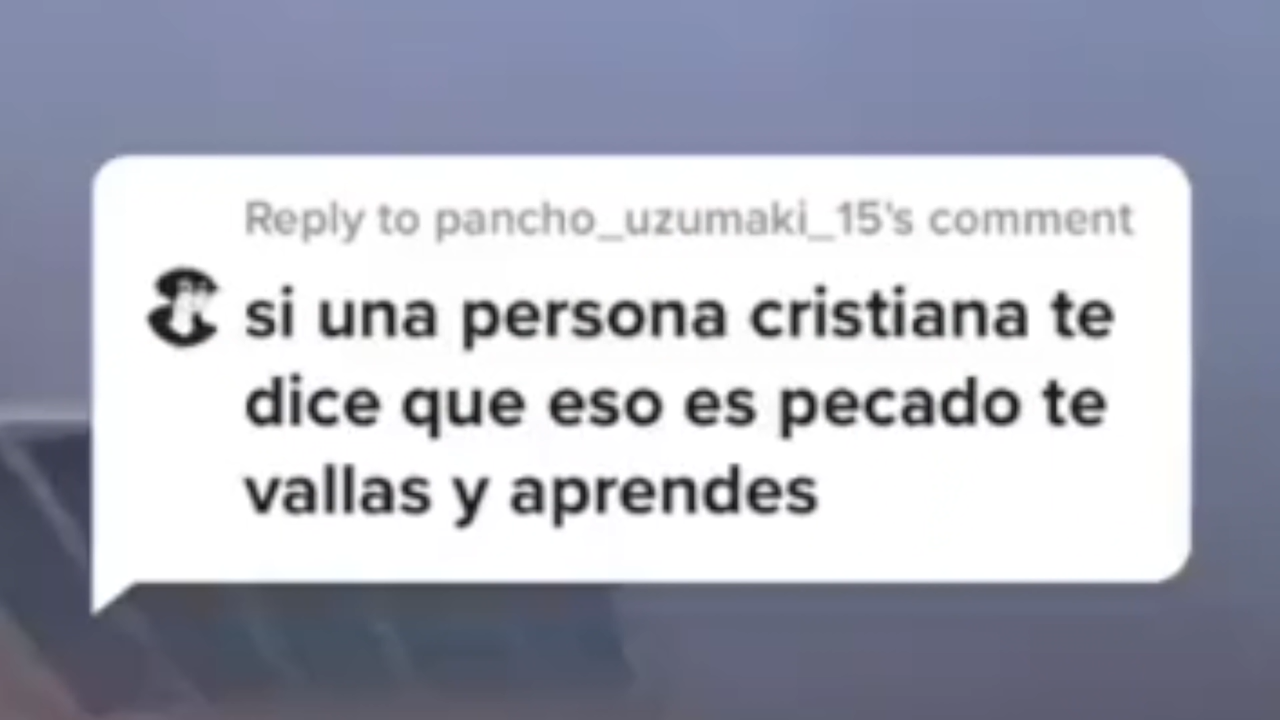 Reply to pancho_uzumaki_15's comment
si una persona cristiana te
dice que eso es pecado te
vallas y aprendes